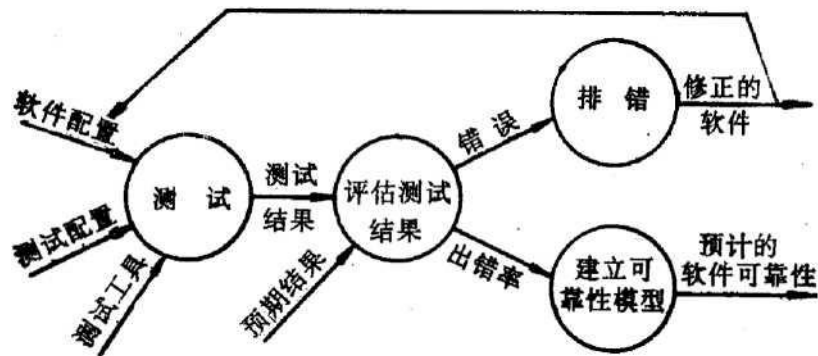 软件配置
测试配置
测试工具
测 试
测试
结果
评估测试
结果
预期结果
错误
出错率
排 错
修正的
软件
建立可
靠性模型
预计的
软件可靠性